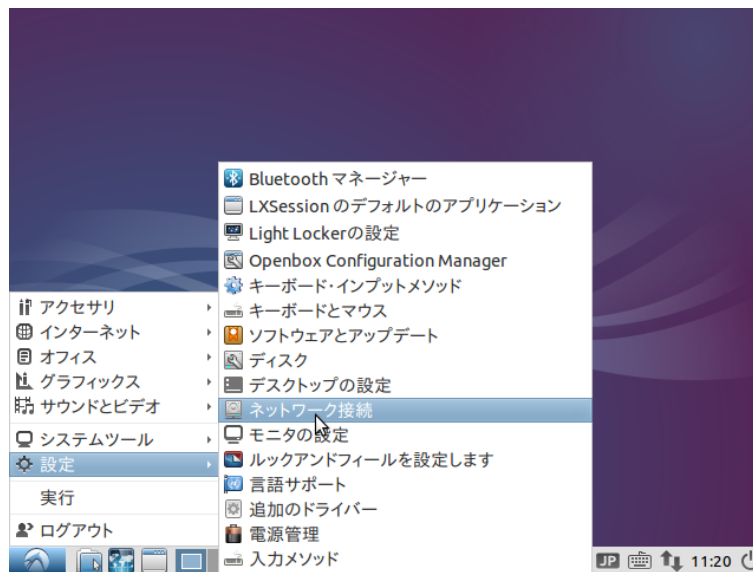 Bluetooth マネージャー
LXSession のデフォルトのアプリケーション
Light Lockerの設定
Openbox Configuration Manager
キーボード・インプットメソッド
キーボードとマウス
ソフトウェアとアップデート
ディスク
デスクトップの設定
ネットワーク接続
モニタの設定
ルックアンドフィールを設定します
言語サポート
追加のドライバー
電源管理
入力メソッド
アクセサリ
インターネット
オフィス
グラフィックス
サウンドとビデオ
システムツール
設定
実行
ログアウト
JP
11:20